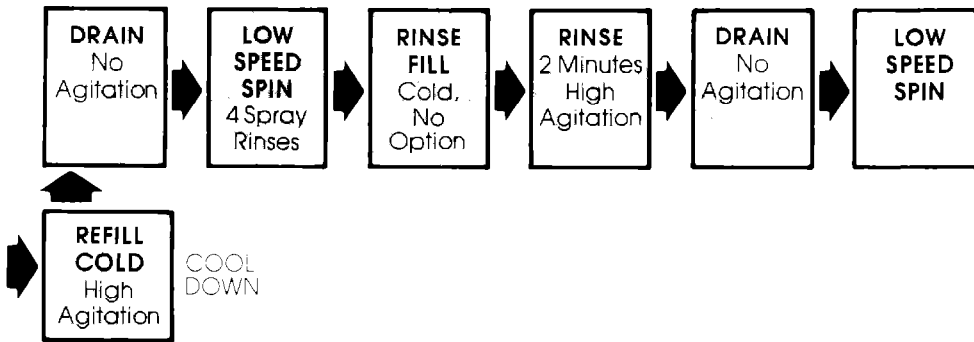 DRAIN
No
Agitation
LOW
SPEED
SPIN
4 Spray
Rinses
RINSE
FILL
Cold,
No
Option
RINSE
2 Minutes
High
Agitation
DRAIN
No
Agitation
LOW
SPEED
SPIN
REFILL
COLD
High
Agitation
COOL
DOWN